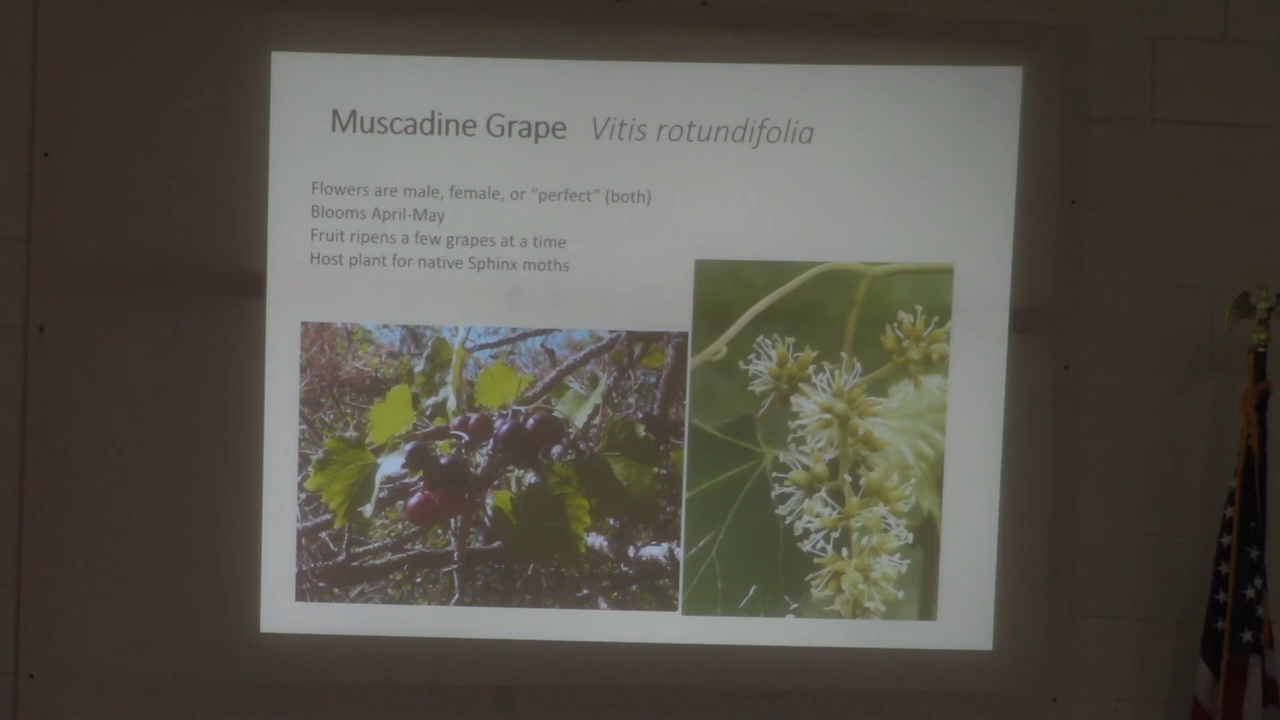 Muscadine Grape Vitis rotundifolia
Flowers are male, female, or “perfect” (both)
Blooms April-May
Fruit ripens a few grapes at a time
Host plant for native Sphinx moths